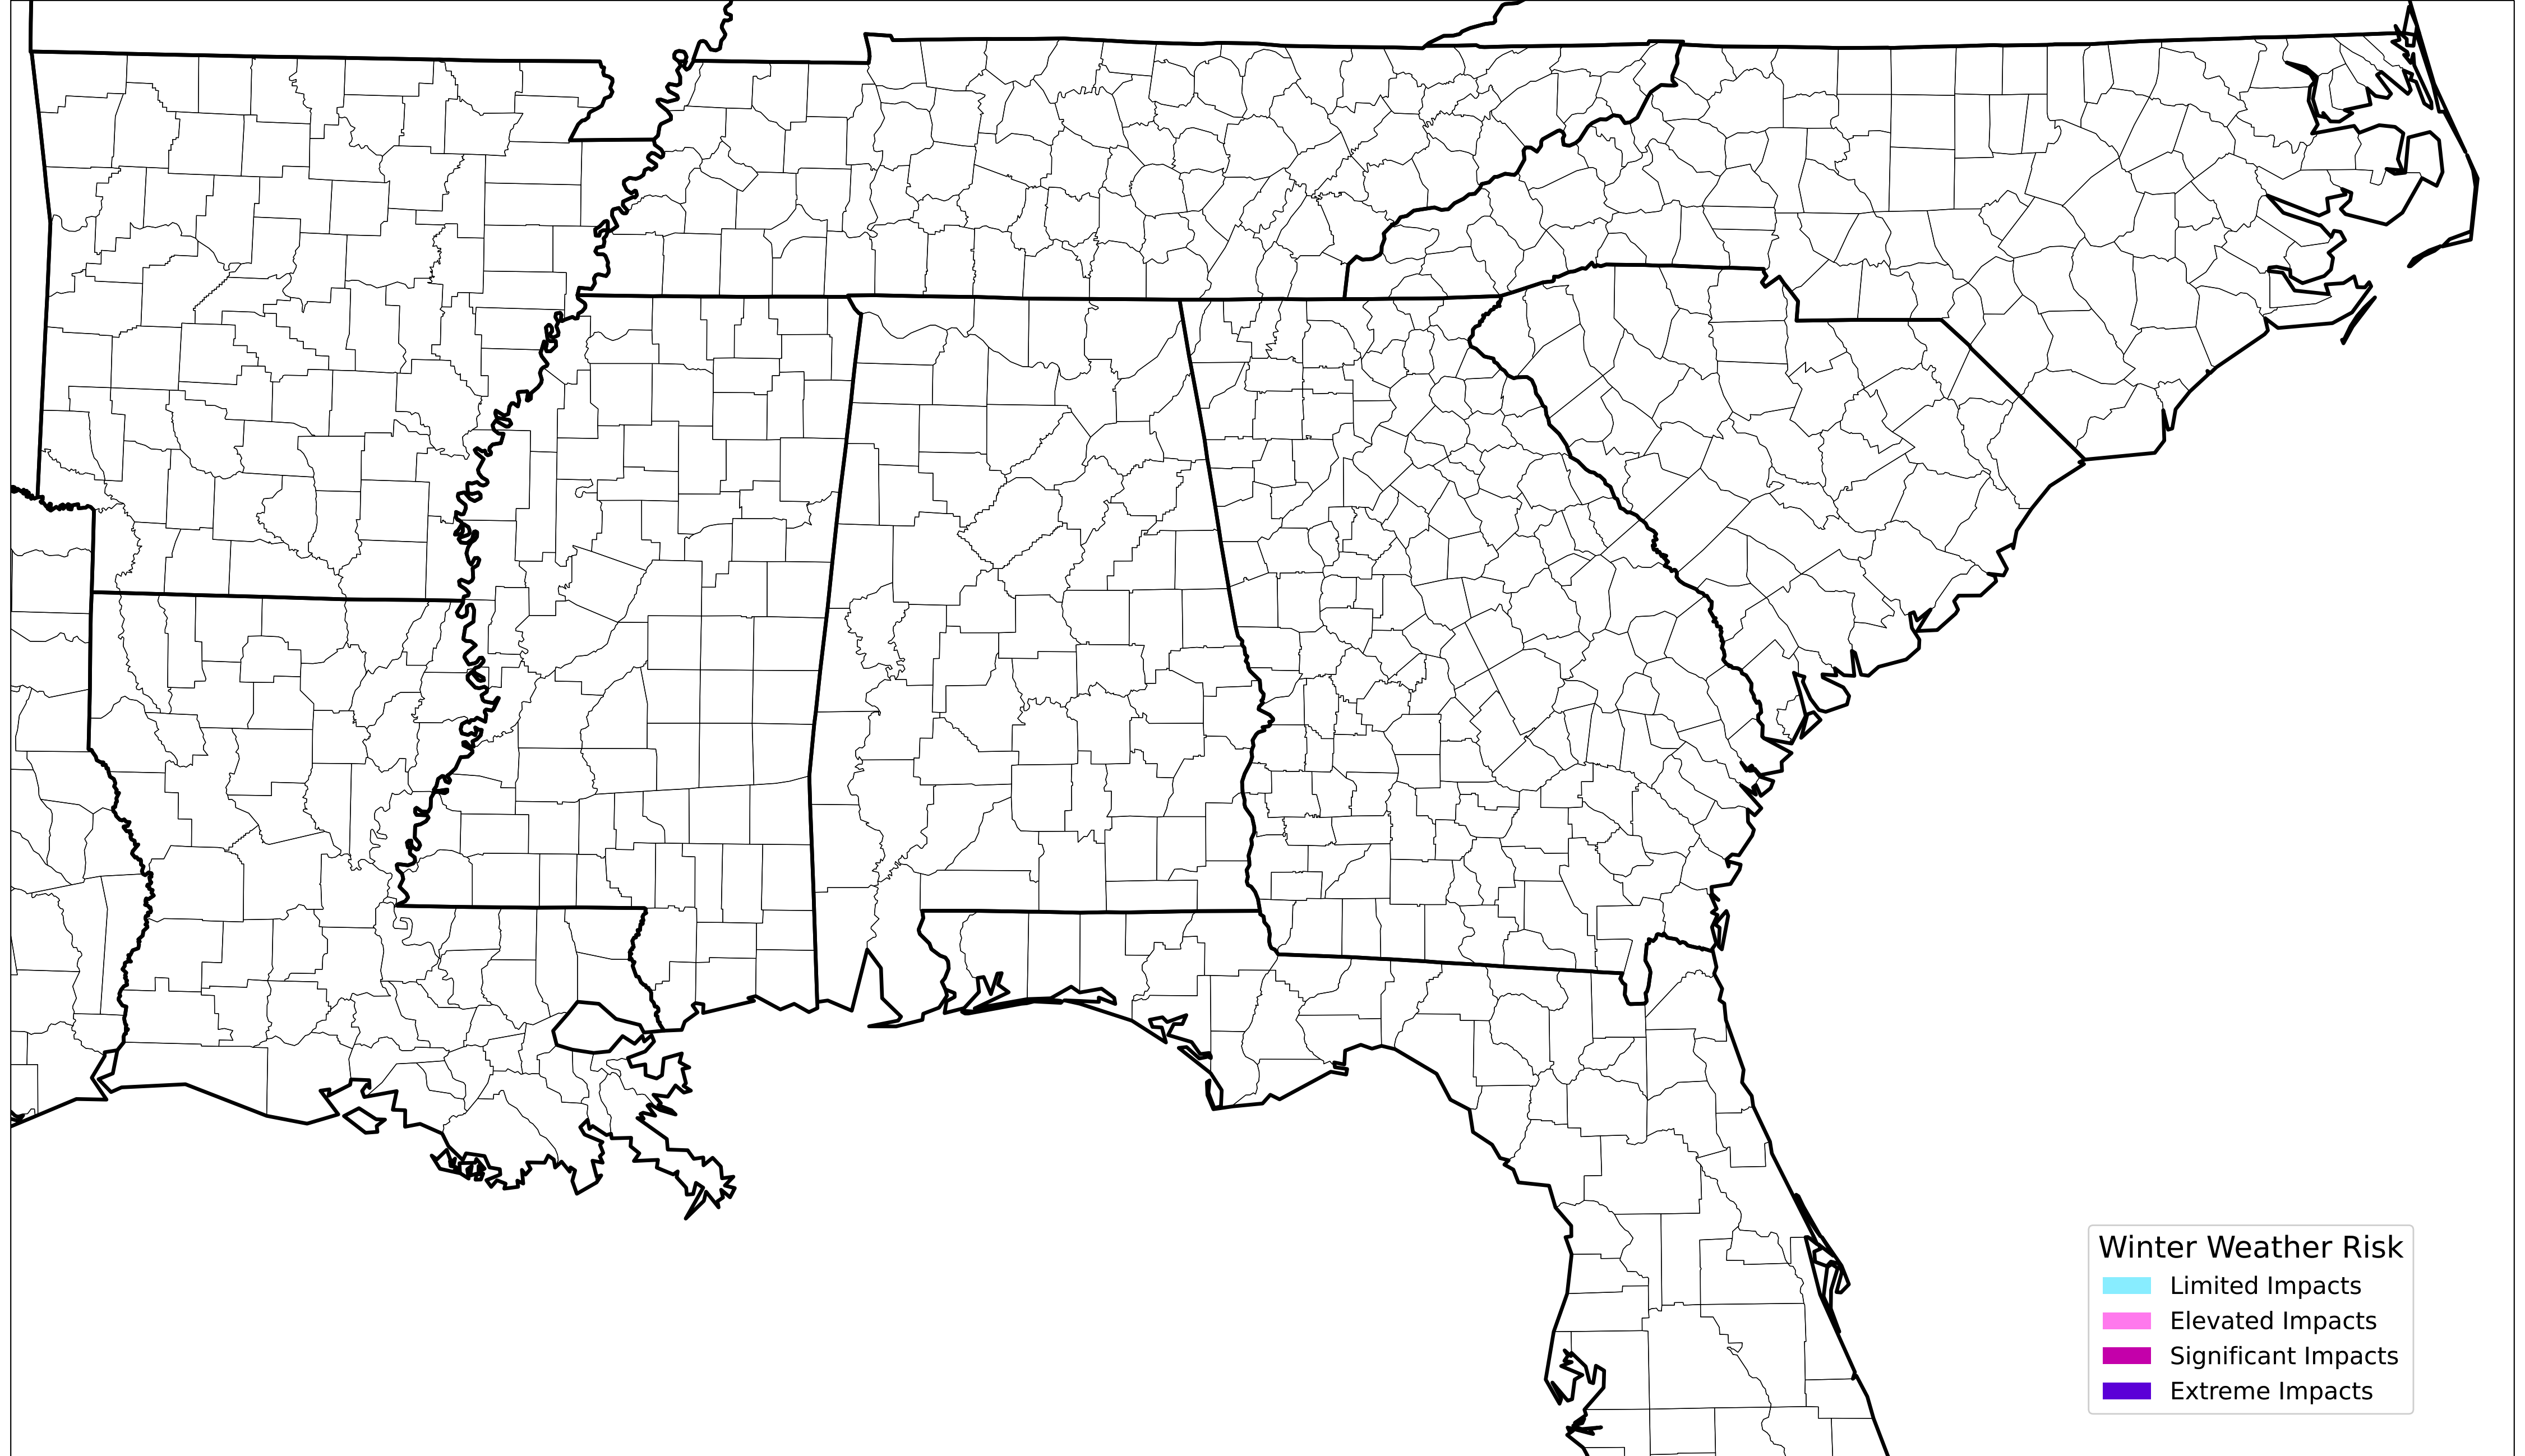 Winter Weather Risk
Limited Impacts
Elevated Impacts
Significant Impacts
Extreme Impacts